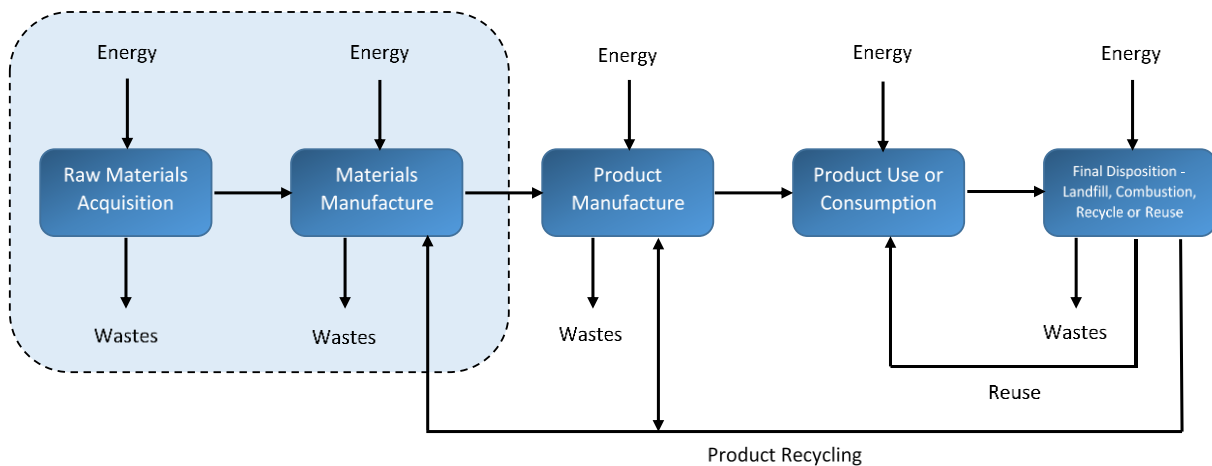 Energy
Energy
Energy
Energy
Energy
Raw Materials
Acquisition
Materials
Manufacture
Product
Manufacture
Product Use or
Consumption
Final Disposition -
Landfill, Combustion,
Recycle or Reuse
Wastes
Wastes
Wastes
Wastes
Reuse
Product Recycling